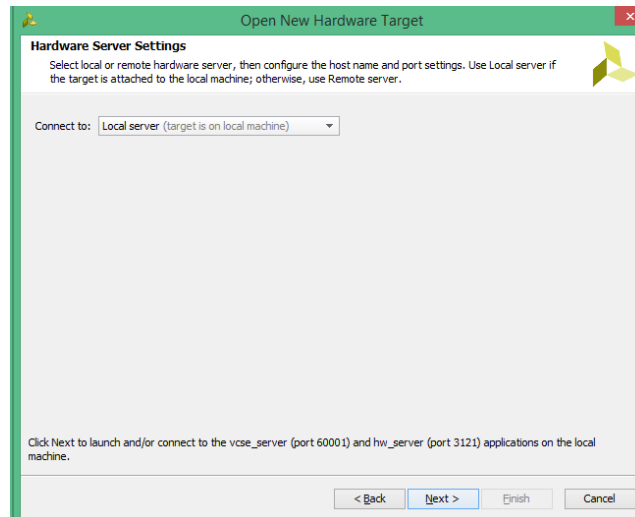 Open New Hardware Target
Hardware Server Settings
Select local or remote hardware server, then configure the host name and port settings. Use Local server if
the target is attached to the local machine; otherwise, use Remote server.
Connect to: Local server (target is on local machine)
Click Next to launch and/or connect to the vcse_server (port 60001) and hw_server (port 3121) applications on the local
machine.
< Back Next > Finish Cancel